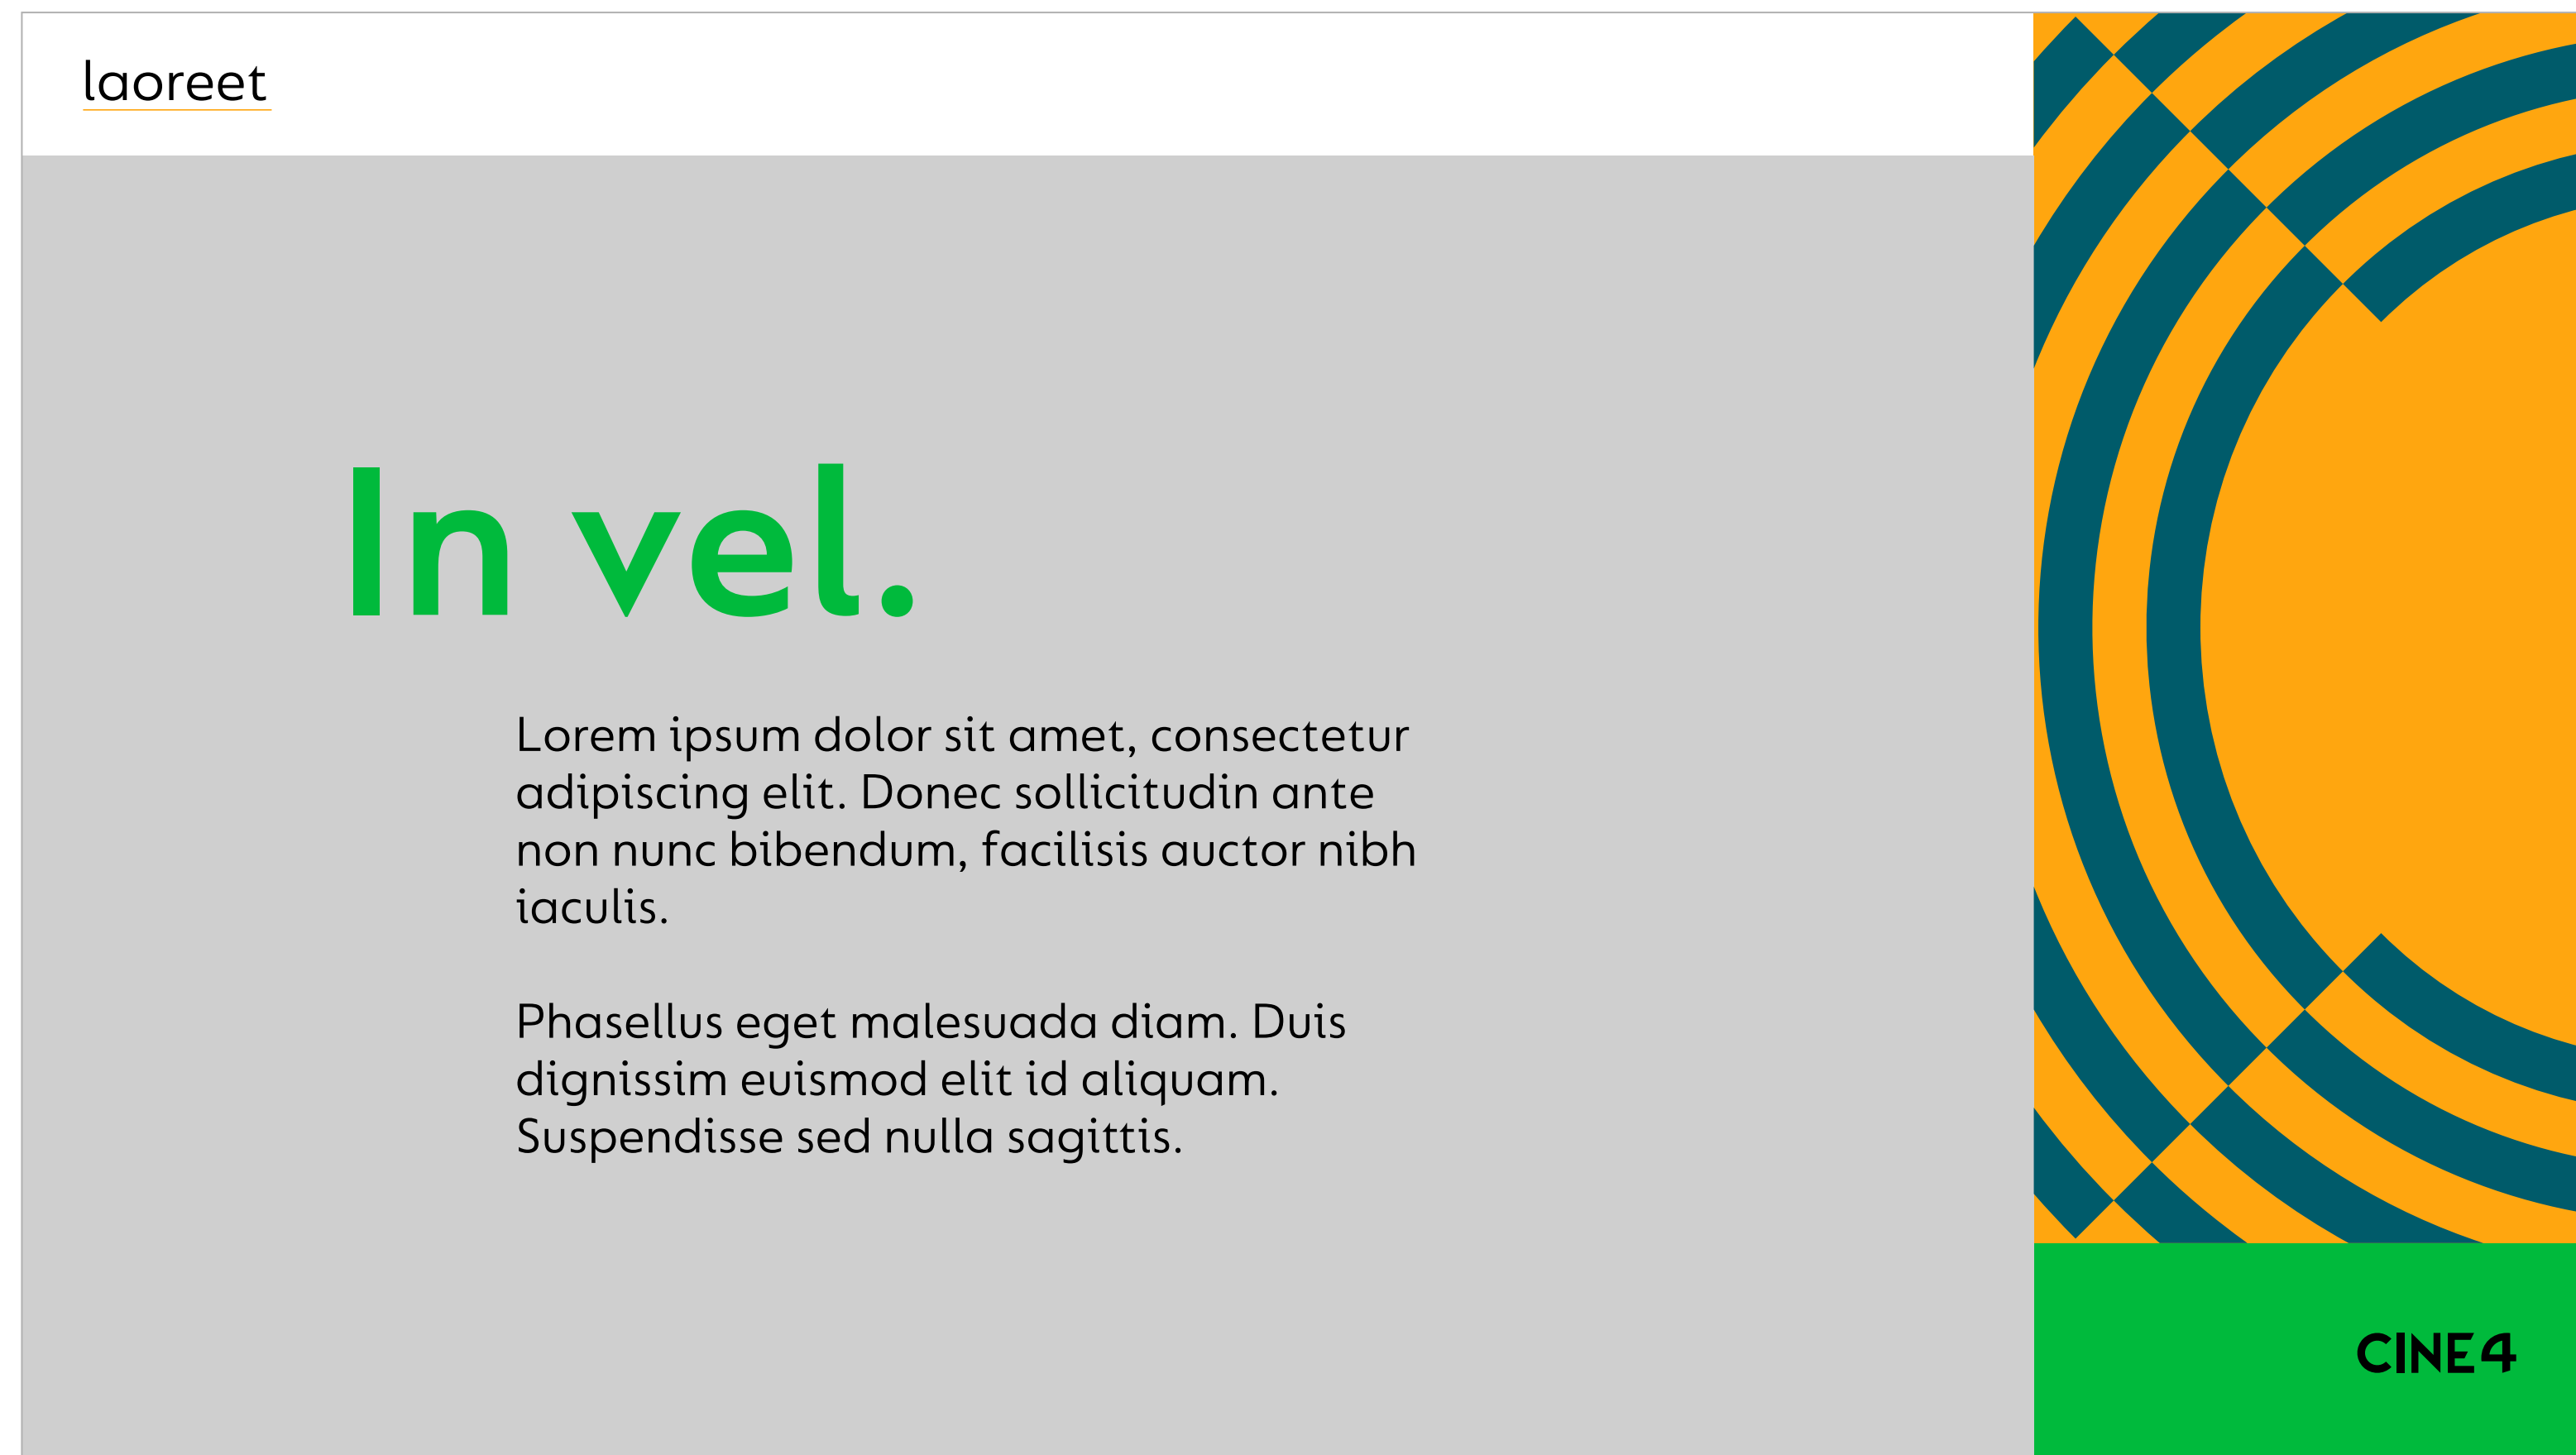 laoreet
In vel.
Lorem ipsum dolor sit amet, consectetur
adipiscing elit. Donec sollicitudin ante
non nunc bibendum, facilisis auctor nibh
iaculis.
Phasellus eget malesuada diam. Duis
dignissim euismod elit id aliquam.
Suspendisse sed nulla sagittis.
CINE4